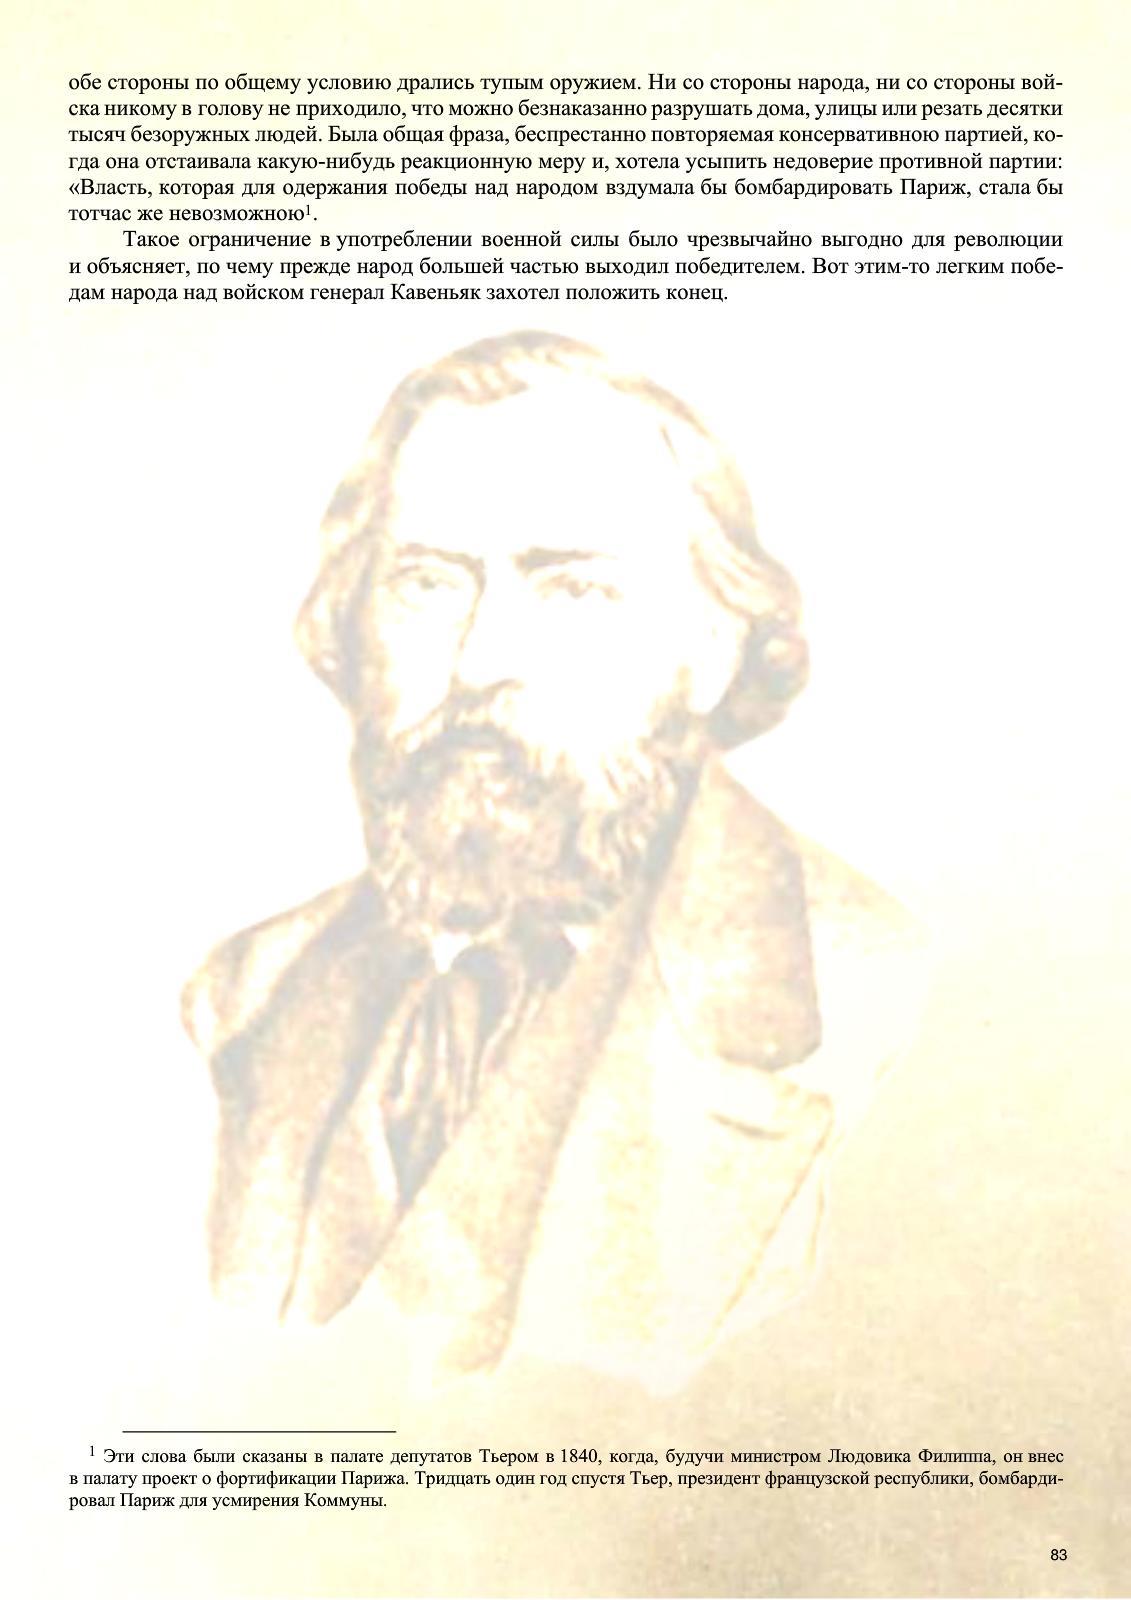 обе стороны по общему условию дрались тупым оружием. Ни со стороны народа, ни со стороны вой-
ска никому в голову не приходило, что можно безнаказанно разрушать дома, улицы или резать десятки
тысяч безоружных людей. Была общая фраза, беспрестанно повторяемая консервативною партией, ко-
гда она отстаивала какую-нибудь реакционную меру и, хотела усыпить недоверие противной партии:
«Власть, которая для одержания победы над народом вздумала бы бомбардировать Париж, стала бы
тотчас же невозможною¹.
Такое ограничение в употреблении военной силы было чрезвычайно выгодно для революции
и объясняет, по чему прежде народ большей частью выходил победителем. Вот этим-то легким побе-
дам народа над войском генерал Кавеньяк захотел положить конец.
¹ Эти слова были сказаны в палате депутатов Тьером в 1840, когда, будучи министром Людовика Филиппа, он внес
в палату проект о фортификации Парижа. Тридцать один год спустя Тьер, президент французской республики, бомбарди-
ровал Париж для усмирения Коммуны.
83